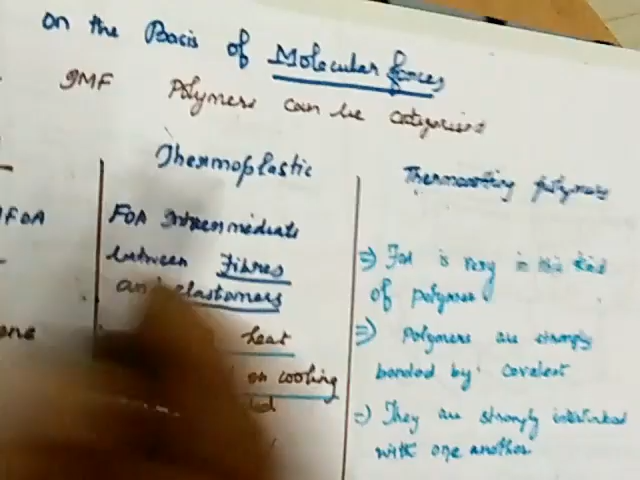 on the Basis of Molecular forces
IMF Polymers can be categorised
Thermoplastic
FOA Intermediate
between Fibres
and elastomers
heat
on cooling
Thermosetting polymers
⇒ FOA is very in this kind
of polymer
⇒ Polymers are strongly
bonded by covalent
⇒ They are strongly interlinked
with one another